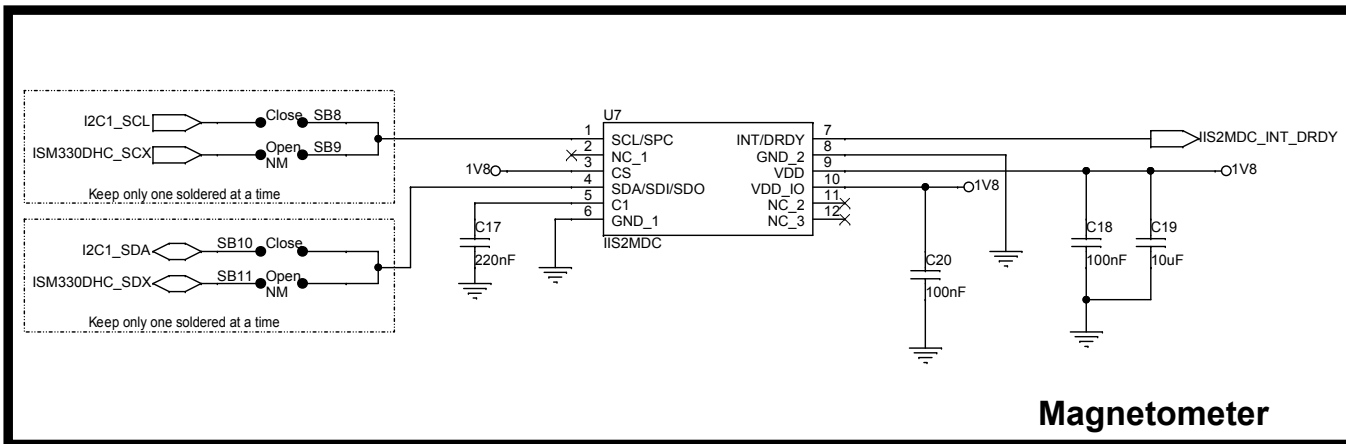 I2C1_SCL
Close
SB8
ISM330DHC_SCX
Open
SB9
NM
Keep only one soldered at a time
I2C1_SDA
SB10
Close
ISM330DHC_SDX
SB11
Open
NM
Keep only one soldered at a time
U7
1 SCL/SPC
2 NC_1
1V8 3 CS
4 SDA/SDI/SDO
5 C1
6 GND_1
IIS2MDC
C17
220nF
INT/DRDY 7
GND_2 8
VDD 9
VDD_IO 10
NC_2 11
NC_3 12
IIS2MDC_INT_DRDY
1V8
1V8
C20
100nF
C18
100nF
C19
10uF
Magnetometer